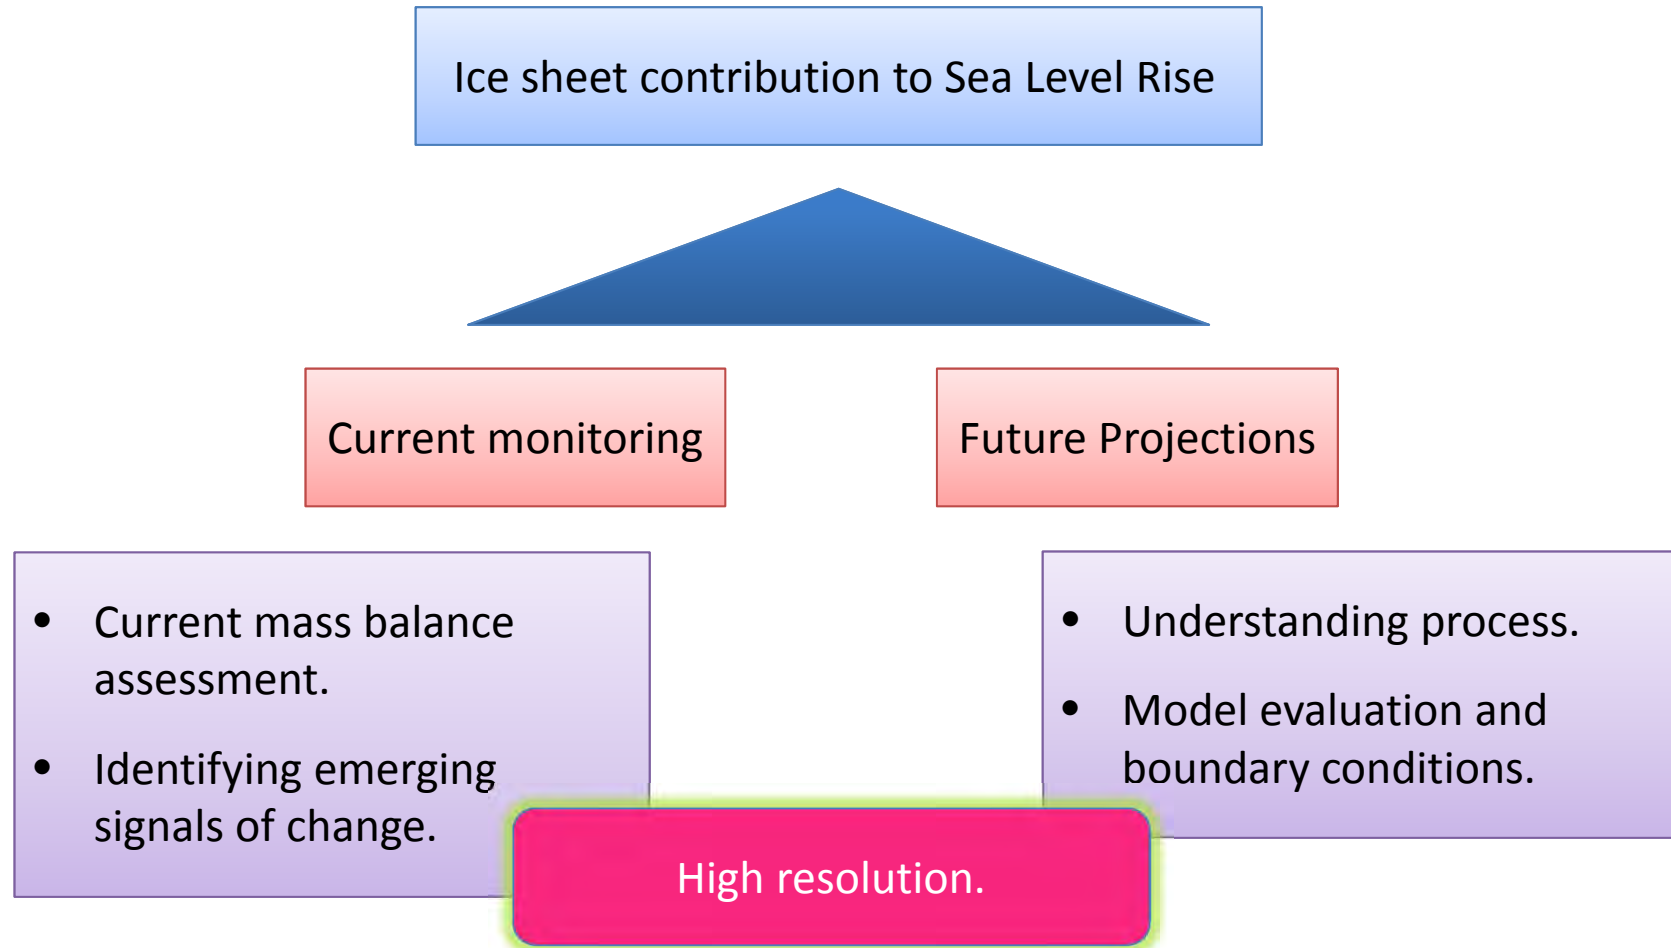 Ice sheet contribution to Sea Level Rise
Current monitoring
Future Projections
• Current mass balance
assessment.
• Identifying emerging
signals of change.
• Understanding process.
• Model evaluation and
boundary conditions.
High resolution.